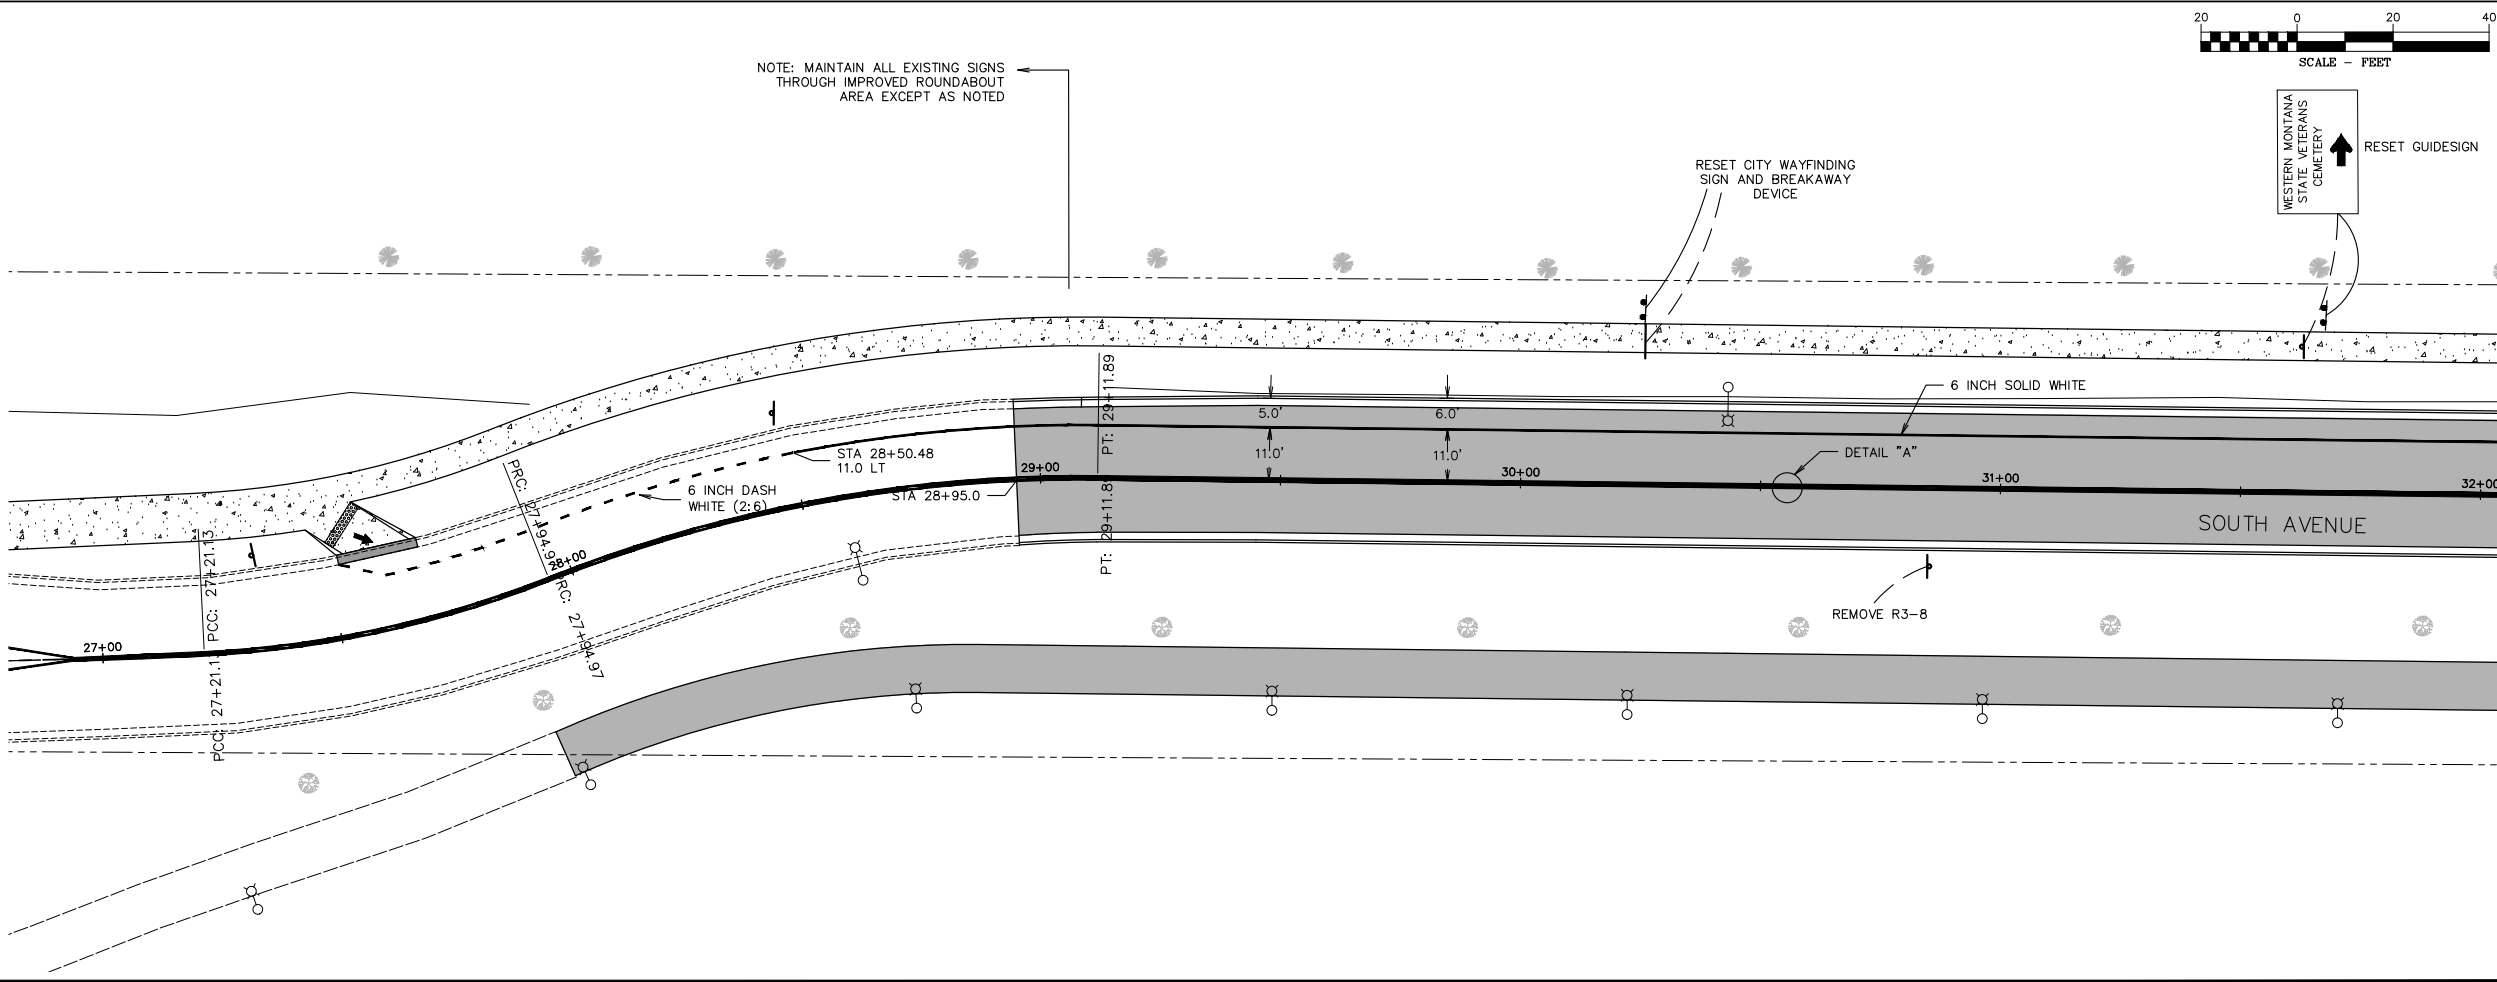 20 0 20 40
SCALE – FEET
NOTE: MAINTAIN ALL EXISTING SIGNS
THROUGH IMPROVED ROUNDABOUT
AREA EXCEPT AS NOTED
WESTERN MONTANA
STATE VETERANS
CEMETERY
RESET GUIDESIGN
RESET CITY WAYFINDING
SIGN AND BREAKAWAY
DEVICE
6 INCH SOLID WHITE
5.0'
6.0'
11.0'
11.0'
DETAIL "A"
STA 28+50.48
11.0 LT
6 INCH DASH
WHITE (2:6)
STA 28+95.0
27+00
28+00
29+00
30+00
31+00
32+00
SOUTH AVENUE
PCC: 27+21.13
PCC: 27+21.13
PRC: 27+94.97
PRC: 27+94.97
PT: 29+11.89
PT: 29+11.89
REMOVE R3-8